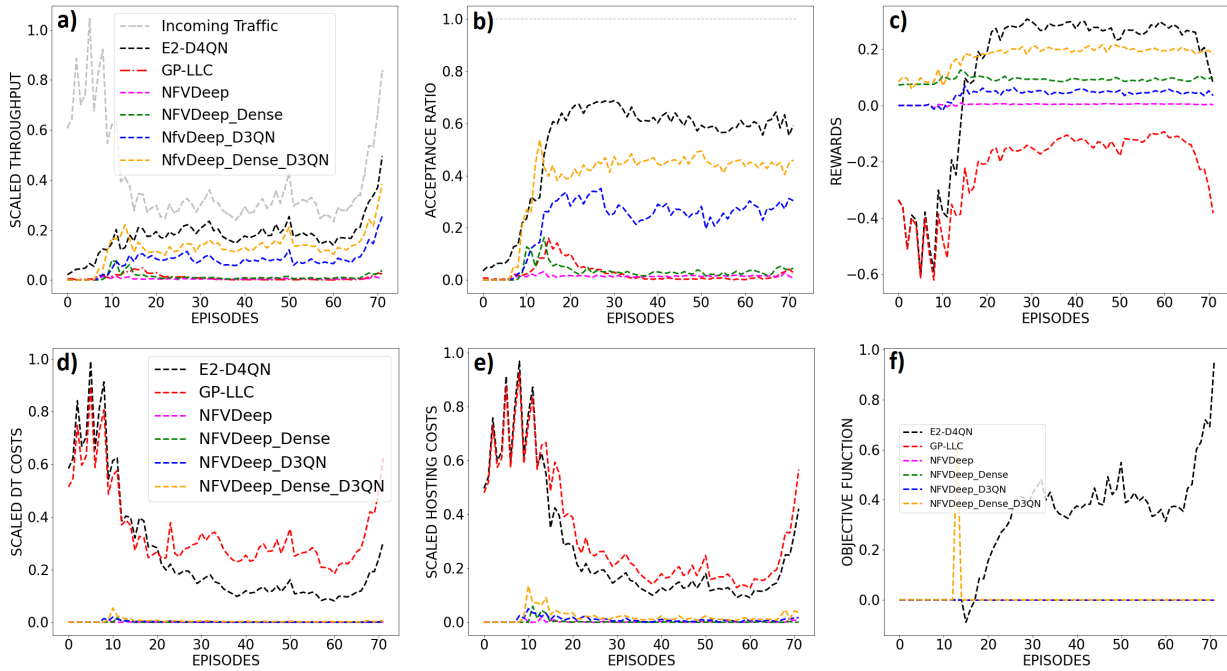 a)
SCALED THROUGHPUT
1.0
0.8
0.6
0.4
0.2
0.0
0 10 20 30 40 50 60 70
EPISODES
Incoming Traffic
E2-D4QN
GP-LLC
NFVDeep
NFVDeep_Dense
NfvDeep_D3QN
NfvDeep_Dense_D3QN
b)
ACCEPTANCE RATIO
1.0
0.8
0.6
0.4
0.2
0.0
0 10 20 30 40 50 60 70
EPISODES
c)
REWARDS
0.2
0.0
−0.2
−0.4
−0.6
0 10 20 30 40 50 60 70
EPISODES
d)
SCALED DT COSTS
1.0
0.8
0.6
0.4
0.2
0.0
0 10 20 30 40 50 60 70
EPISODES
E2-D4QN
GP-LLC
NFVDeep
NFVDeep_Dense
NFVDeep_D3QN
NFVDeep_Dense_D3QN
e)
SCALED HOSTING COSTS
1.0
0.8
0.6
0.4
0.2
0.0
0 10 20 30 40 50 60 70
EPISODES
f)
OBJECTIVE FUNCTION
0.8
0.6
0.4
0.2
0.0
0 10 20 30 40 50 60 70
EPISODES
E2-D4QN
GP-LLC
NFVDeep
NFVDeep_Dense
NFVDeep_D3QN
NFVDeep_Dense_D3QN